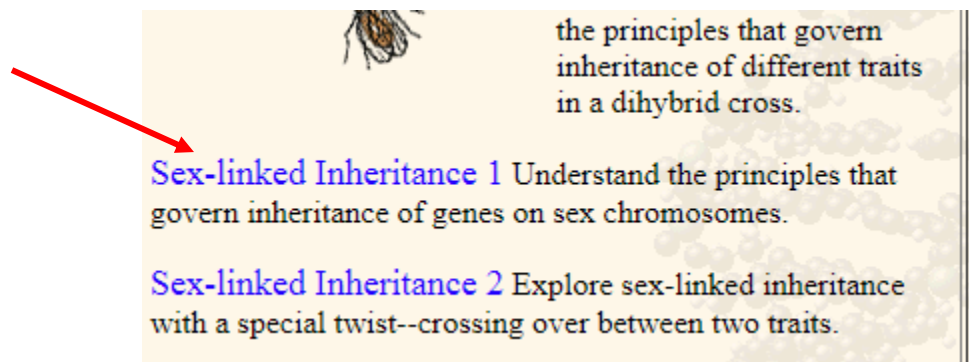 the principles that govern
inheritance of different traits
in a dihybrid cross.
Sex-linked Inheritance 1 Understand the principles that
govern inheritance of genes on sex chromosomes.
Sex-linked Inheritance 2 Explore sex-linked inheritance
with a special twist--crossing over between two traits.